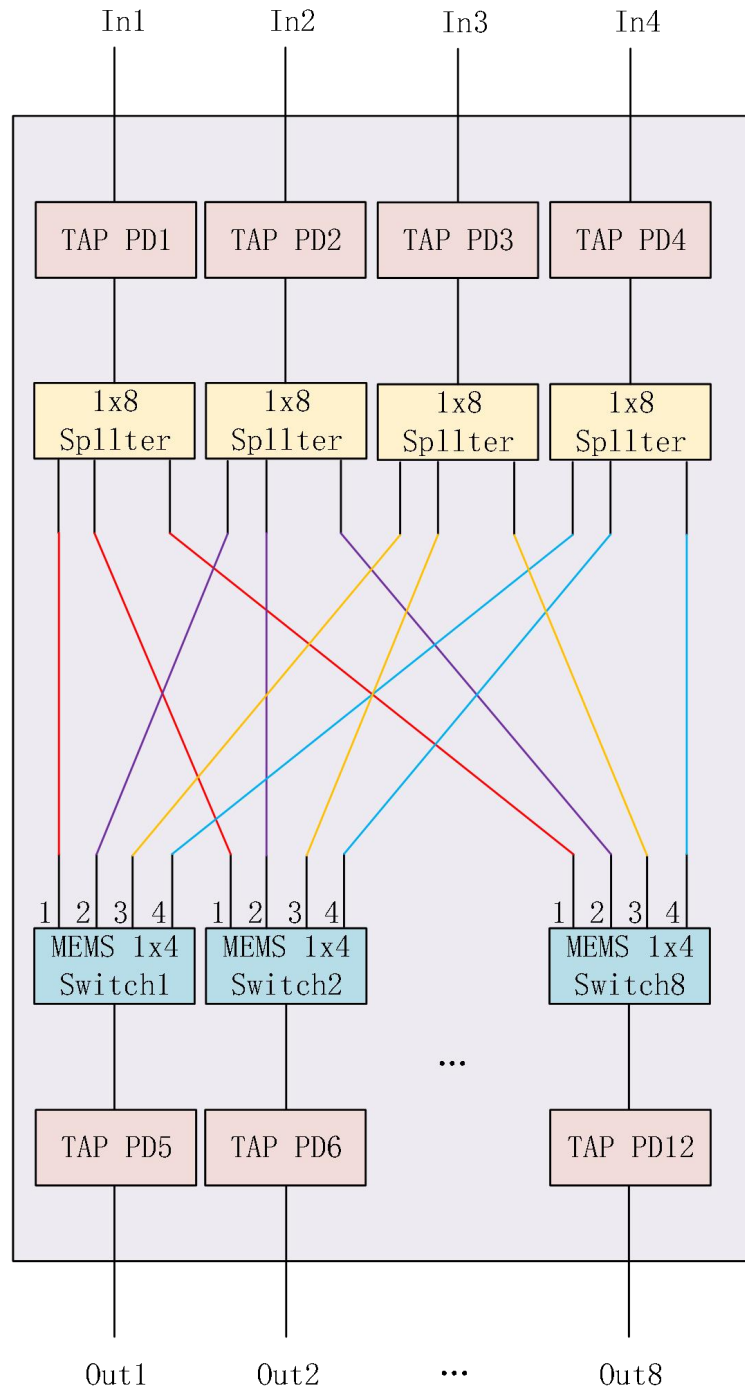 In1 In2 In3 In4
TAP PD1 TAP PD2 TAP PD3 TAP PD4
1x8 1x8 1x8 1x8
Spllter Spllter Spllter Spllter
1 2 3 4 1 2 3 4 1 2 3 4
MEMS 1x4 MEMS 1x4 MEMS 1x4
Switch1 Switch2 Switch8
...
TAP PD5 TAP PD6 TAP PD12
Out1 Out2 ... Out8